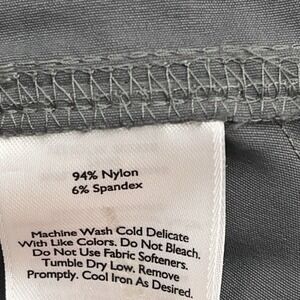 94% Nylon
6% Spandex
Machine Wash Cold Delicate
With Like Colors. Do Not Bleach.
Do Not Use Fabric Softeners.
Tumble Dry Low. Remove
Promptly. Cool Iron As Desired.